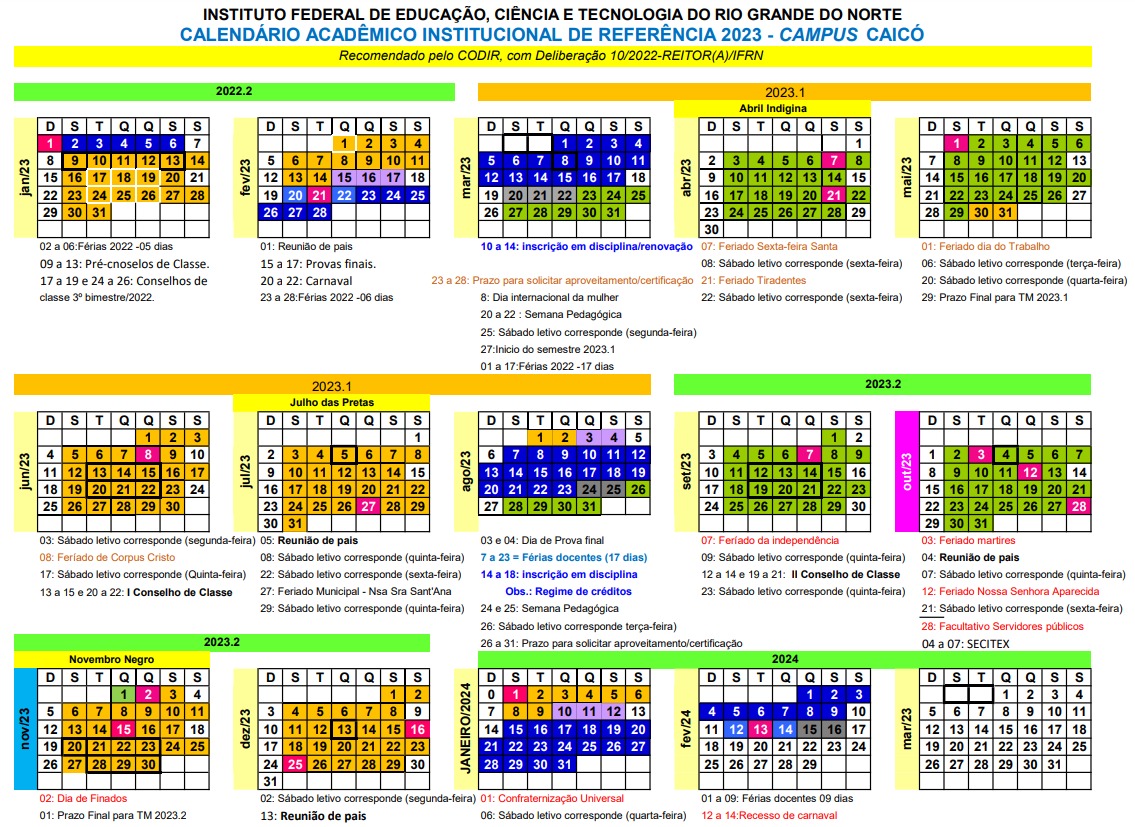 INSTITUTO FEDERAL DE EDUCAÇÃO, CIÊNCIA E TECNOLOGIA DO RIO GRANDE DO NORTE
CALENDÁRIO ACADÊMICO INSTITUCIONAL DE REFERÊNCIA 2023 - CAMPUS CAICÓ
Recomendado pelo CODIR, com Deliberação 10/2022-REITOR(A)/IFRN
2022.2
jan/23
D S T Q Q S S
1 2 3 4 5 6 7
8 9 10 11 12 13 14
15 16 17 18 19 20 21
22 23 24 25 26 27 28
29 30 31
02 a 06:Férias 2022 -05 dias
09 a 13: Pré-cnoselos de Classe.
17 a 19 e 24 a 26: Conselhos de
classe 3º bimestre/2022.
fev/23
D S T Q Q S S
1 2 3 4
5 6 7 8 9 10 11
12 13 14 15 16 17 18
19 20 21 22 23 24 25
26 27 28
01: Reunião de pais
15 a 17: Provas finais.
20 a 22: Carnaval
23 a 28:Férias 2022 -06 dias
2023.1
mar/23
S T Q Q S S
1 2 3 4
5 6 7 8 9 10 11
12 13 14 15 16 17 18
19 20 21 22 23 24 25
26 27 28 29 30 31
10 a 14: inscrição em disciplina/renovação
23 a 28: Prazo para solicitar aproveitamento/certificação
8: Dia internacional da mulher
20 a 22 : Semana Pedagógica
25: Sábado letivo corresponde (segunda-feira)
27:Inicio do semestre 2023.1
01 a 17:Férias 2022 -17 dias
Abril Indigina
abr/23
D S T Q Q S S
1
2 3 4 5 6 7 8
9 10 11 12 13 14 15
16 17 18 19 20 21 22
23 24 25 26 27 28 29
30
07: Feriado Sexta-feira Santa
08: Sábado letivo corresponde (sexta-feira)
21: Feriado Tiradentes
22: Sábado letivo corresponde (sexta-feira)
mai/23
D S T Q Q S S
1 2 3 4 5 6
7 8 9 10 11 12 13
14 15 16 17 18 19 20
21 22 23 24 25 26 27
28 29 30 31
01: Feriado dia do Trabalho
06: Sábado letivo corresponde (terça-feira)
20: Sábado letivo corresponde (quarta-feira)
29: Prazo Final para TM 2023.1
2023.1
jun/23
D S T Q Q S S
1 2 3
4 5 6 7 8 9 10
11 12 13 14 15 16 17
18 19 20 21 22 23 24
25 26 27 28 29 30
03: Sábado letivo corresponde (segunda-feira)
08: Feríado de Corpus Cristo
17: Sábado letivo corresponde (Quinta-feira)
13 a 15 e 20 a 22: I Conselho de Classe
Julho das Pretas
jul/23
D S T Q Q S S
1
2 3 4 5 6 7 8
9 10 11 12 13 14 15
16 17 18 19 20 21 22
23 24 25 26 27 28 29
30 31
05: Reunião de pais
08: Sábado letivo corresponde (quinta-feira)
22: Sábado letivo corresponde (sexta-feira)
27: Feriado Municipal - Nsa Sra Sant'Ana
29: Sábado letivo corresponde (quinta-feira)
ago/23
D S T Q Q S S
1 2 3 4 5
6 7 8 9 10 11 12
13 14 15 16 17 18 19
20 21 22 23 24 25 26
27 28 29 30 31
03 e 04: Dia de Prova final
7 a 23 = Férias docentes (17 dias)
14 a 18: inscrição em disciplina
Obs.: Regime de créditos
24 e 25: Semana Pedagógica
26: Sábado letivo corresponde terça-feira)
26 a 31: Prazo para solicitar aproveitamento/certificação
2023.2
set/23
D S T Q Q S S
1 2
3 4 5 6 7 8 9
10 11 12 13 14 15 16
17 18 19 20 21 22 23
24 25 26 27 28 29 30
07: Feríado da independência
09: Sábado letivo corresponde (quinta-feira)
12 a 14 e 19 a 21: II Conselho de Classe
23: Sábado letivo corresponde (quinta-feira)
out/23
D S T Q Q S S
1 2 3 4 5 6 7
8 9 10 11 12 13 14
15 16 17 18 19 20 21
22 23 24 25 26 27 28
29 30 31
03: Feriado martires
04: Reunião de pais
07: Sábado letivo corresponde (quinta-feira)
12: Feriado Nossa Senhora Aparecida
21: Sábado letivo corresponde (sexta-feira)
28: Facultativo Servidores públicos
04 a 07: SECITEX
2023.2
Novembro Negro
nov/23
D S T Q Q S S
1 2 3 4
5 6 7 8 9 10 11
12 13 14 15 16 17 18
19 20 21 22 23 24 25
26 27 28 29 30
02: Dia de Finados
01: Prazo Final para TM 2023.2
dez/23
D S T Q Q S S
1 2
3 4 5 6 7 8 9
10 11 12 13 14 15 16
17 18 19 20 21 22 23
24 25 26 27 28 29 30
31
02: Sábado letivo corresponde (segunda-feira)
13: Reunião de pais
2024
JANEIRO/2024
D S T Q Q S S
0 1 2 3 4 5 6
7 8 9 10 11 12 13
14 15 16 17 18 19 20
21 22 23 24 25 26 27
28 29 30 31
01: Confraternização Universal
06: Sábado letivo corresponde (quarta-feira)
fev/24
D S T Q Q S S
1 2 3
4 5 6 7 8 9 10
11 12 13 14 15 16 17
18 19 20 21 22 23 24
25 26 27 28 29
01 a 09: Férias docentes 09 dias
12 a 14:Recesso de carnaval
mar/23
D S T Q Q S S
1 2 3 4
5 6 7 8 9 10 11
12 13 14 15 16 17 18
19 20 21 22 23 24 25
26 27 28 29 30 31